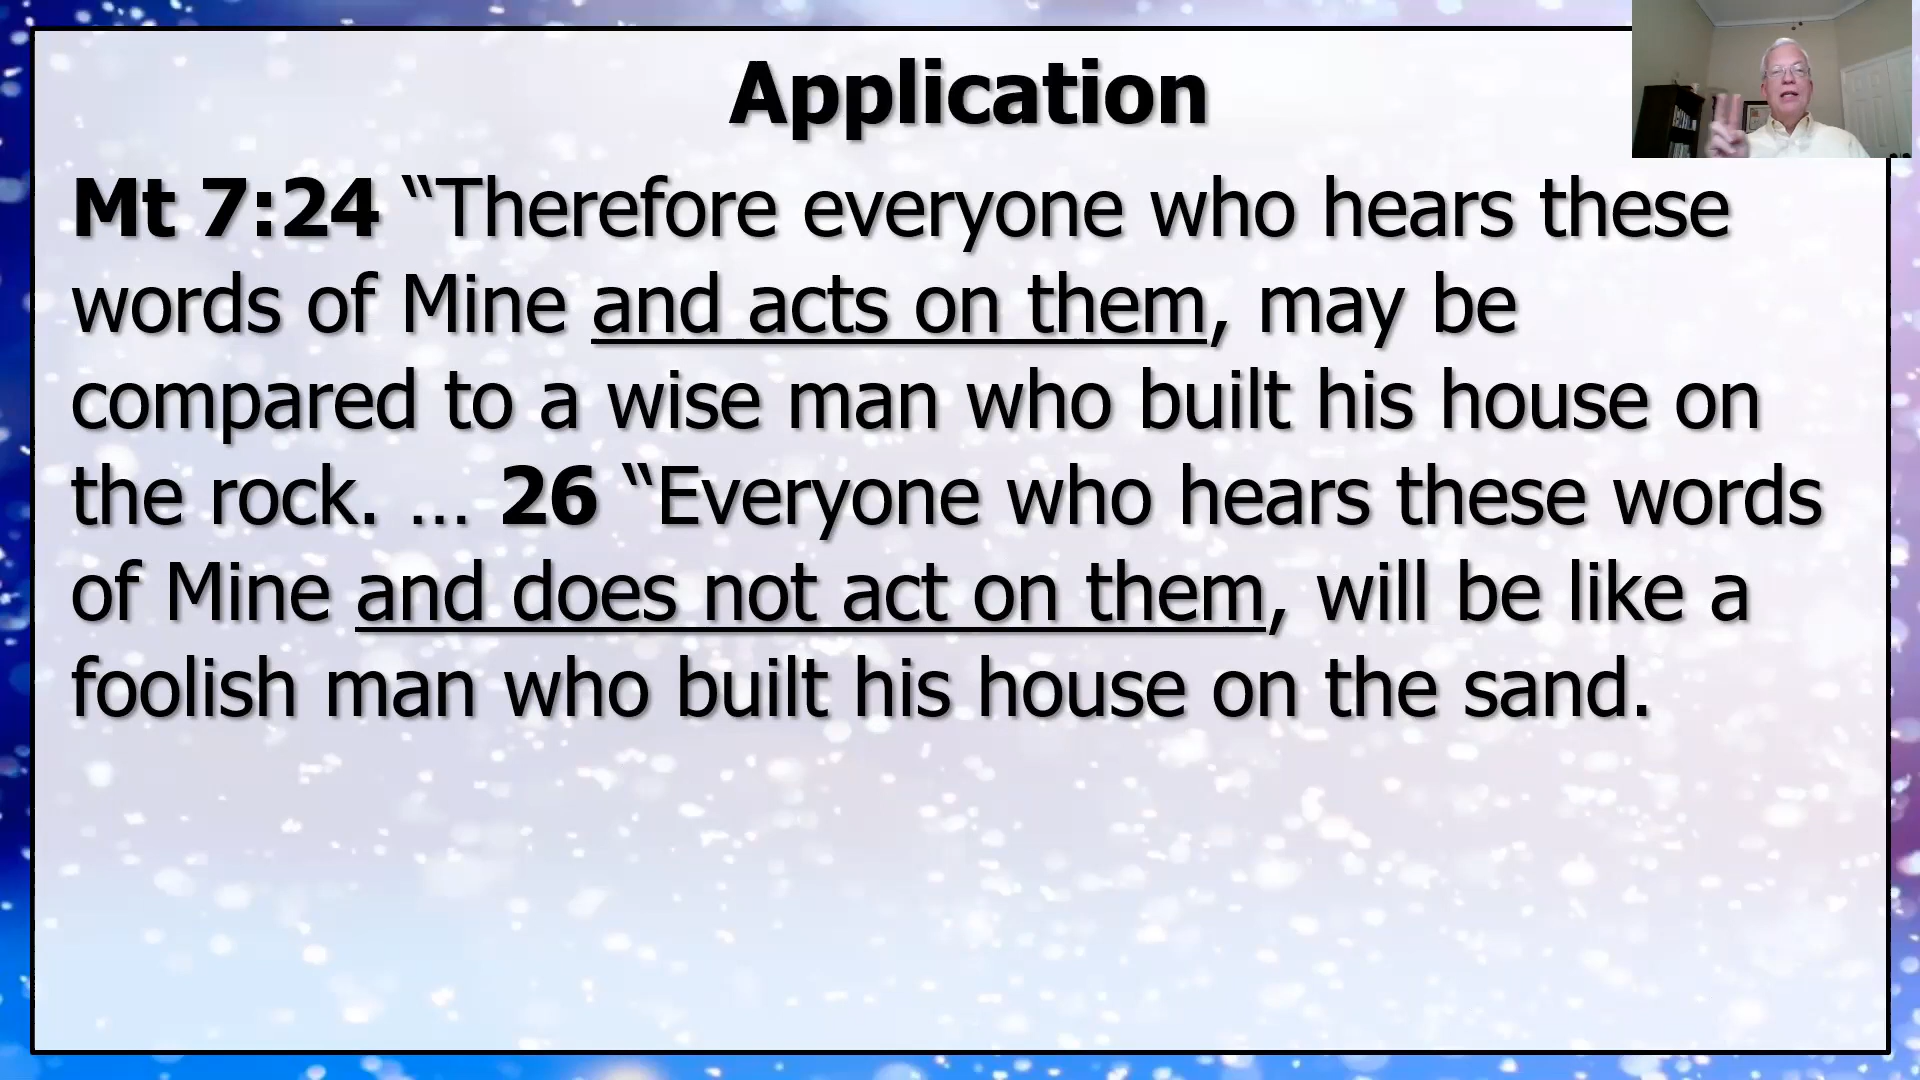 Application
Mt 7:24 “Therefore everyone who hears these
words of Mine and acts on them, may be
compared to a wise man who built his house on
the rock. … 26 “Everyone who hears these words
of Mine and does not act on them, will be like a
foolish man who built his house on the sand.